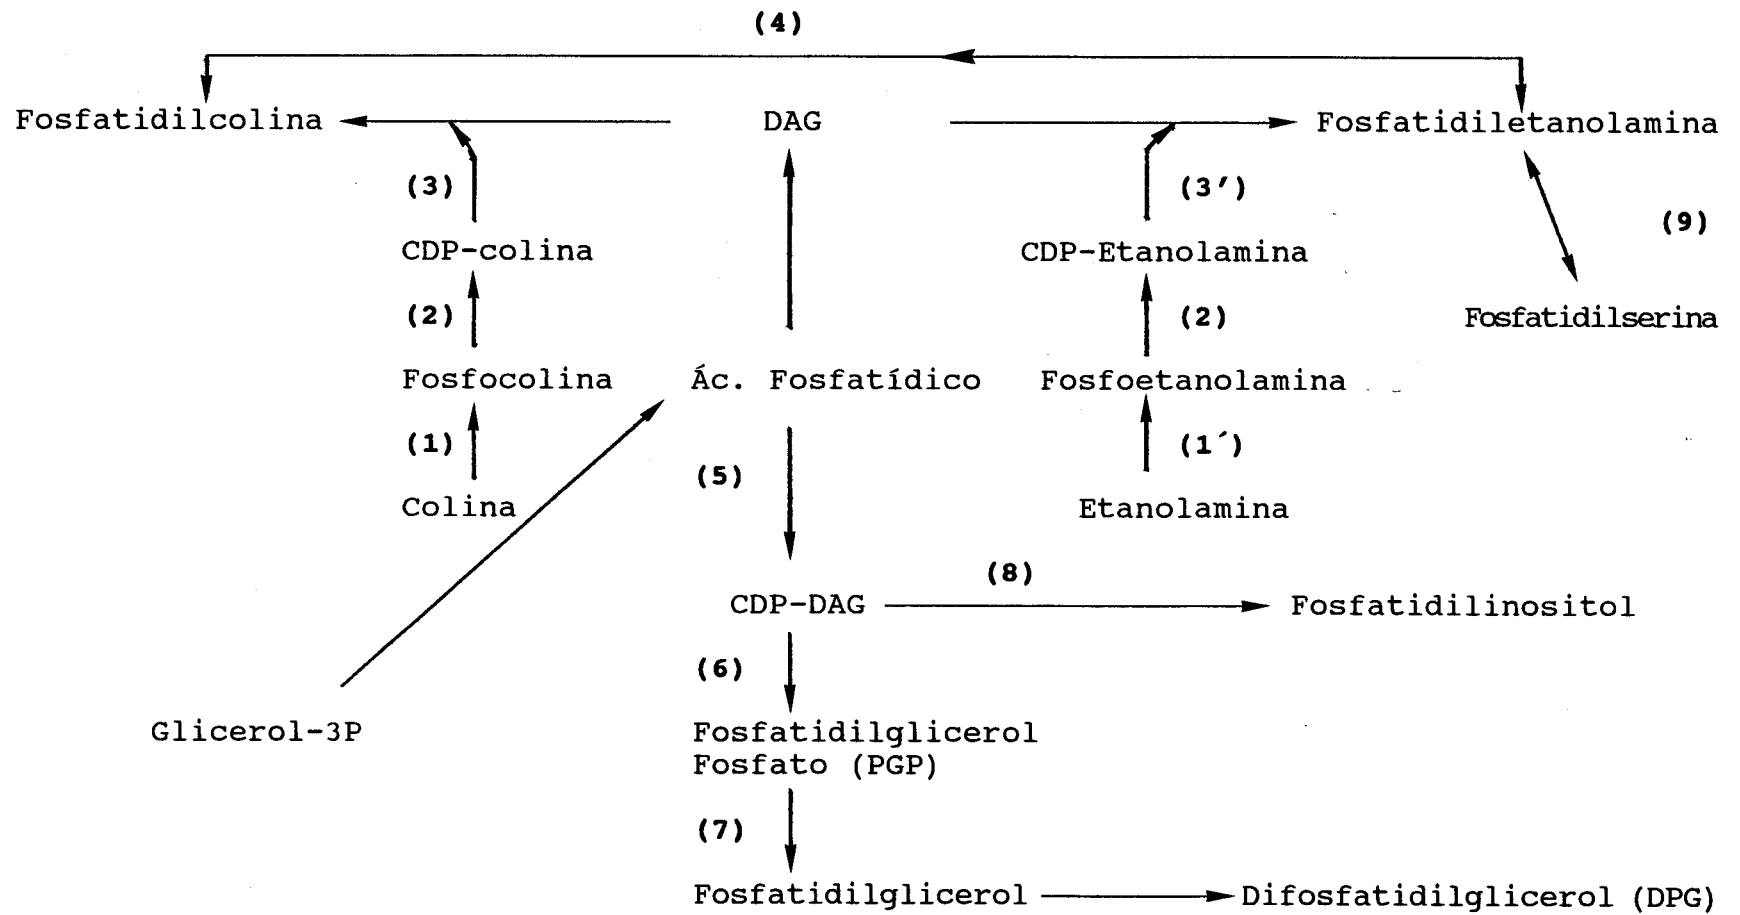 (4)
Fosfatidilcolina DAG Fosfatidiletanolamina
(3) (3′)
(9)
CDP-colina CDP-Etanolamina
(2) (2)
Fosfatidilserina
Fosfocolina Ác. Fosfatídico Fosfoetanolamina
(1) (1´)
(5)
Colina Etanolamina
(8)
CDP-DAG Fosfatidilinositol
(6)
Glicerol-3P Fosfatidilglicerol
Fosfato (PGP)
(7)
Fosfatidilglicerol Difosfatidilglicerol (DPG)